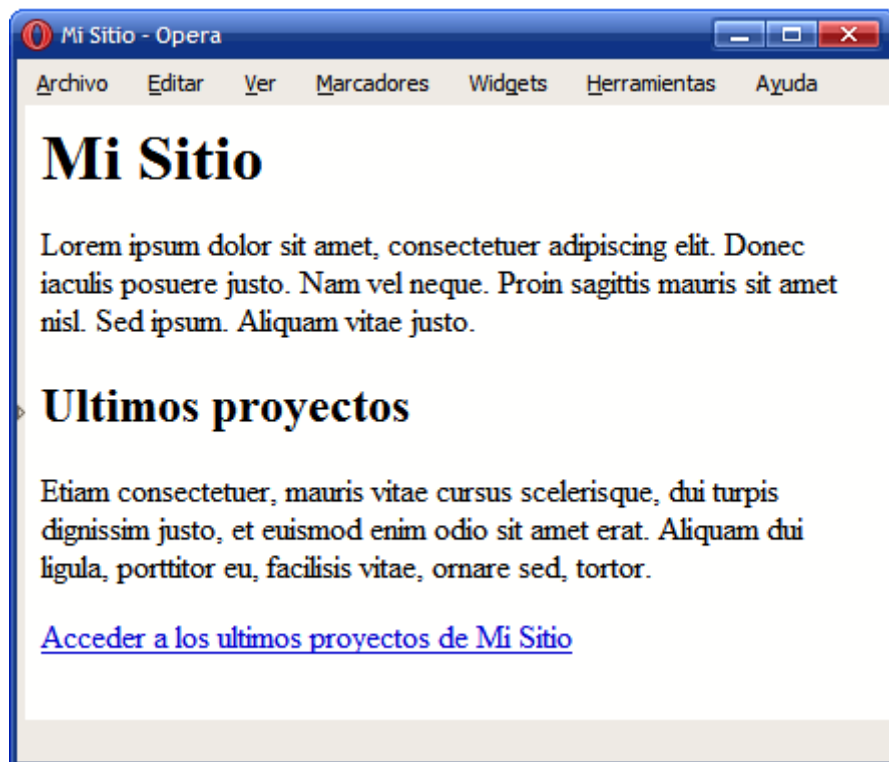 Mi Sitio - Opera
Archivo Editar Ver Marcadores Widgets Herramientas Ayuda
Mi Sitio
Lorem ipsum dolor sit amet, consectetuer adipiscing elit. Donec
iaculis posuere justo. Nam vel neque. Proin sagittis mauris sit amet
nisl. Sed ipsum. Aliquam vitae justo.
Ultimos proyectos
Etiam consectetuer, mauris vitae cursus scelerisque, dui turpis
dignissim justo, et euismod enim odio sit amet erat. Aliquam dui
ligula, porttitor eu, facilisis vitae, ornare sed, tortor.
Acceder a los ultimos proyectos de Mi Sitio